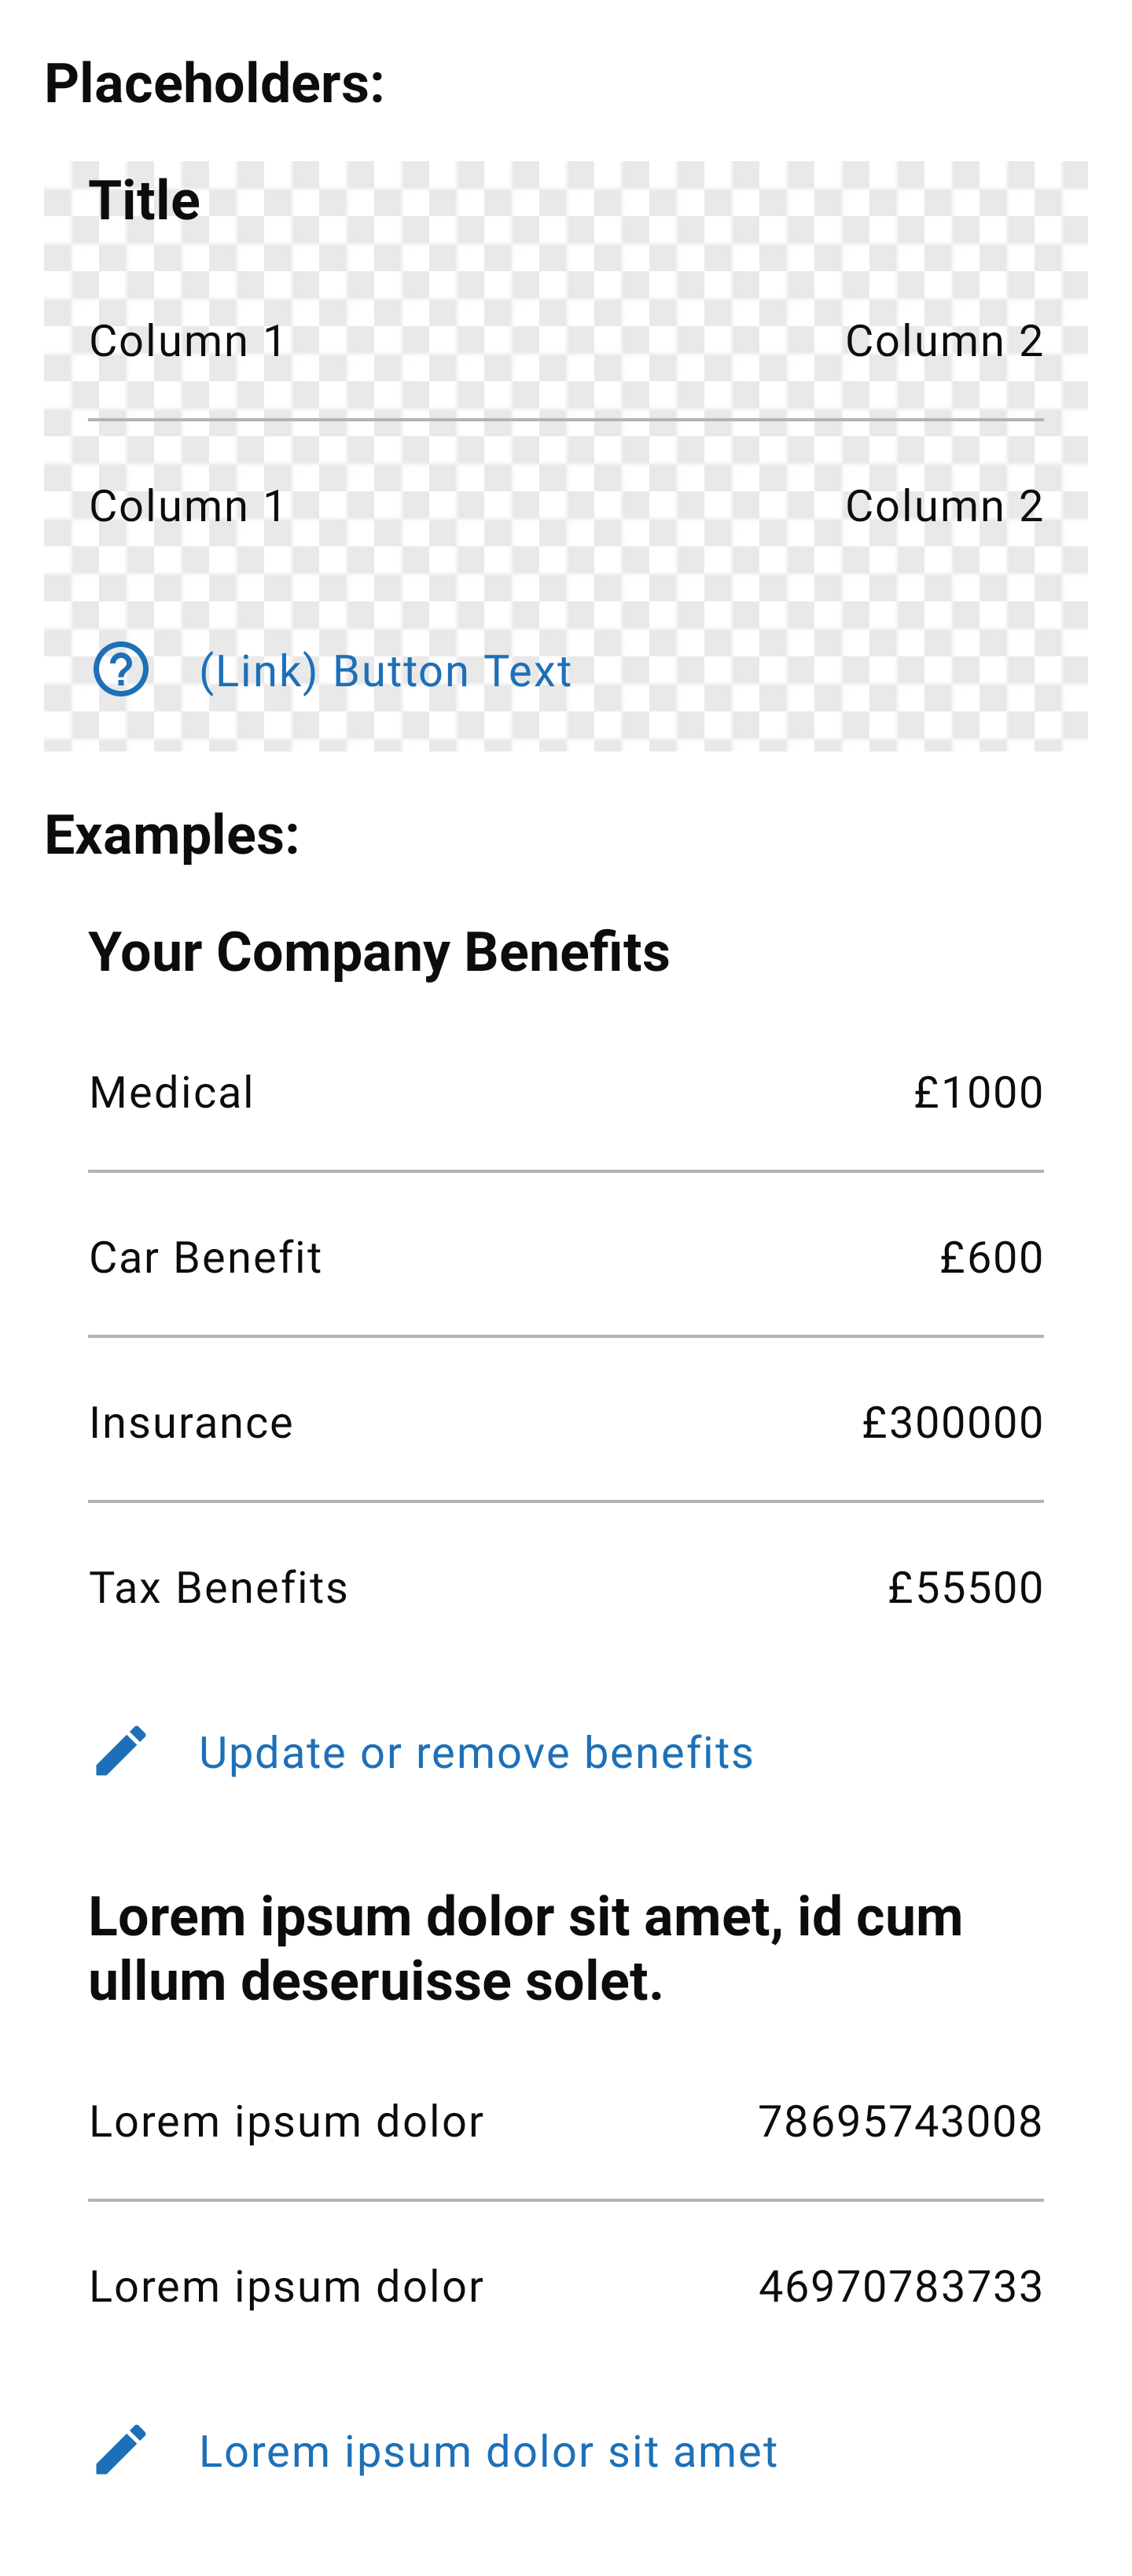 Placeholders:
Title
Column 1 Column 2
Column 1 Column 2
(Link) Button Text
Examples:
Your Company Benefits
Medical £1000
Car Benefit £600
Insurance £300000
Tax Benefits £55500
Update or remove benefits
Lorem ipsum dolor sit amet, id cum
ullum deseruisse solet.
Lorem ipsum dolor 78695743008
Lorem ipsum dolor 46970783733
Lorem ipsum dolor sit amet